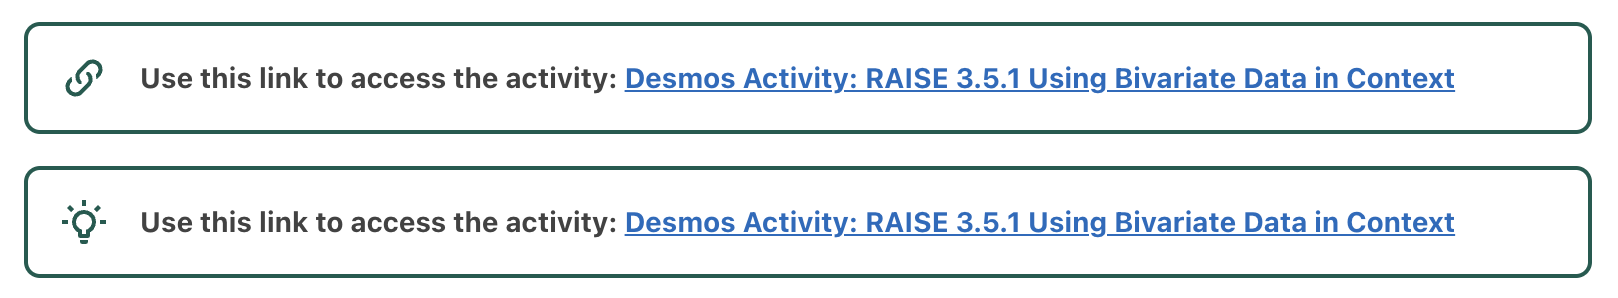 Use this link to access the activity: Desmos Activity: RAISE 3.5.1 Using Bivariate Data in Context
Use this link to access the activity: Desmos Activity: RAISE 3.5.1 Using Bivariate Data in Context